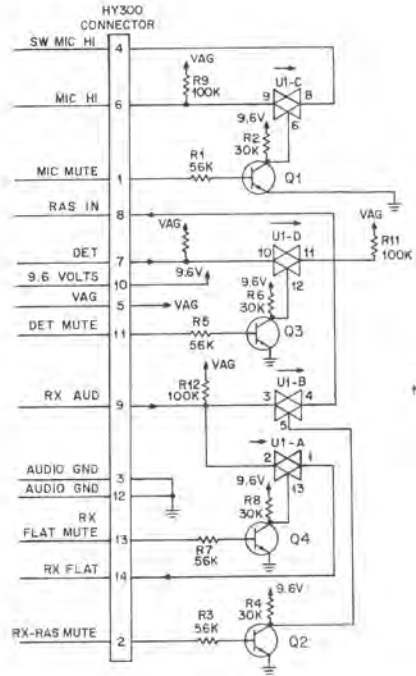 HY300
CONNECTOR
SW MIC HI 4
VAG
R9
100K
U1-C
9 8
MIC HI 6
9.6V
6
R2
30K
R1
56K
MIC MUTE 1
Q1
RAS IN 8
VAG
U1-D
VAG
R11
100K
DET 7
10 11
9.6V
12
9.6 VOLTS 10
9.6V
R6
30K
VAG 5
VAG
R5
56K
DET MUTE 11
Q3
VAG
R12
100K
U1-B
RX AUD 9
3 4
5
U1-A
2 1
13
AUDIO GND 3
AUDIO GND 12
9.6V
R8
30K
RX
FLAT MUTE 13
R7
56K
Q4
RX FLAT 14
9.6V
R4
30K
R3
56K
RX-RAS MUTE 2
Q2